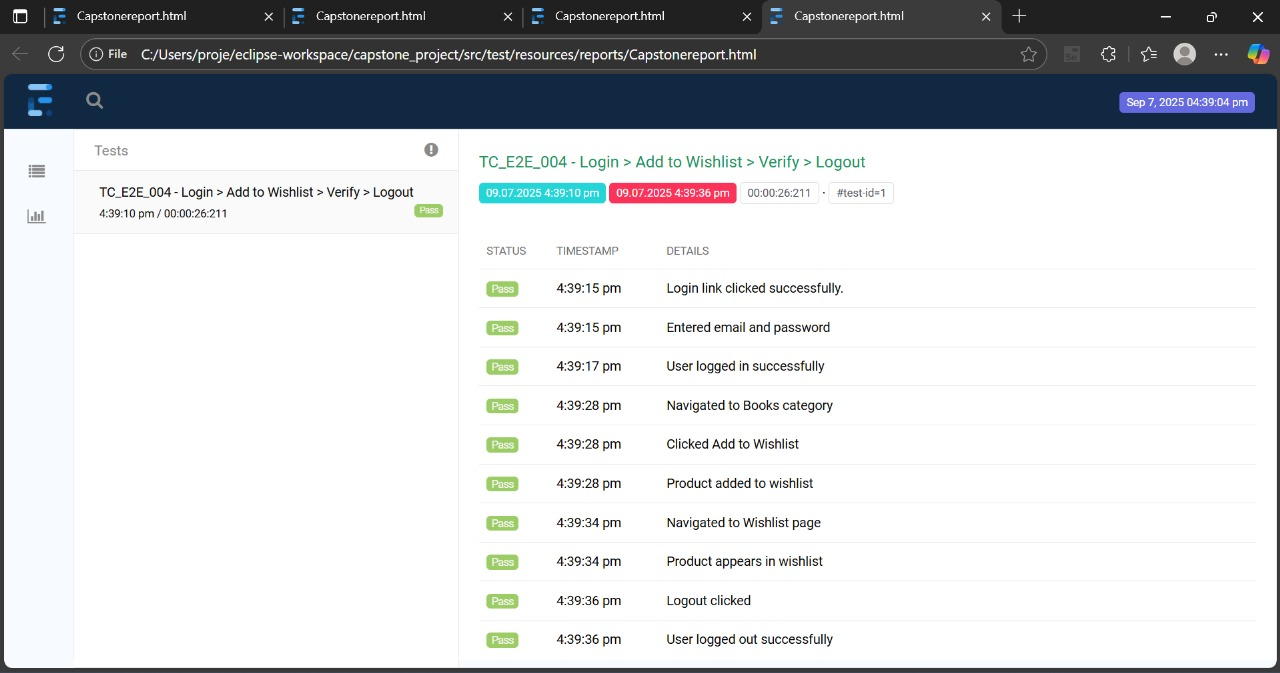 Capstonereport.html
Capstonereport.html
Capstonereport.html
Capstonereport.html
File C:/Users/proje/eclipse-workspace/capstone_project/src/test/resources/reports/Capstonereport.html
Sep 7, 2025 04:39:04 pm
Tests
TC_E2E_004 - Login > Add to Wishlist > Verify > Logout
4:39:10 pm / 00:00:26:211
Pass
TC_E2E_004 - Login > Add to Wishlist > Verify > Logout
09.07.2025 4:39:10 pm 09.07.2025 4:39:36 pm 00:00:26:211 · #test-id=1
STATUS TIMESTAMP DETAILS
Pass 4:39:15 pm Login link clicked successfully.
Pass 4:39:15 pm Entered email and password
Pass 4:39:17 pm User logged in successfully
Pass 4:39:28 pm Navigated to Books category
Pass 4:39:28 pm Clicked Add to Wishlist
Pass 4:39:28 pm Product added to wishlist
Pass 4:39:34 pm Navigated to Wishlist page
Pass 4:39:34 pm Product appears in wishlist
Pass 4:39:36 pm Logout clicked
Pass 4:39:36 pm User logged out successfully